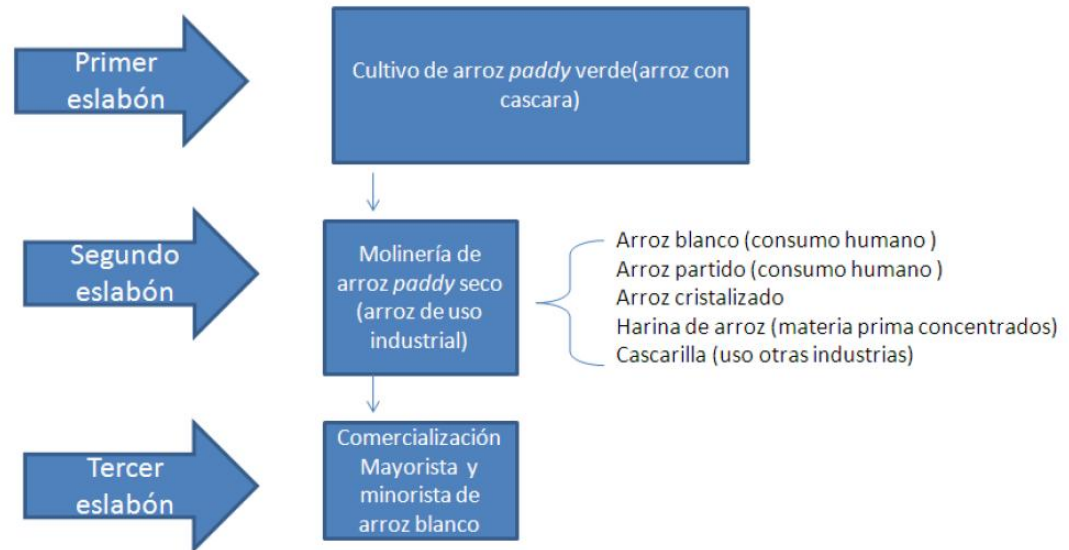 Primer
eslabón
Cultivo de arroz paddy verde(arroz con
cascara)
Segundo
eslabón
Molinería de
arroz paddy seco
(arroz de uso
industrial)
Arroz blanco (consumo humano )
Arroz partido (consumo humano )
Arroz cristalizado
Harina de arroz (materia prima concentrados)
Cascarilla (uso otras industrias)
Tercer
eslabón
Comercialización
Mayorista y
minorista de
arroz blanco